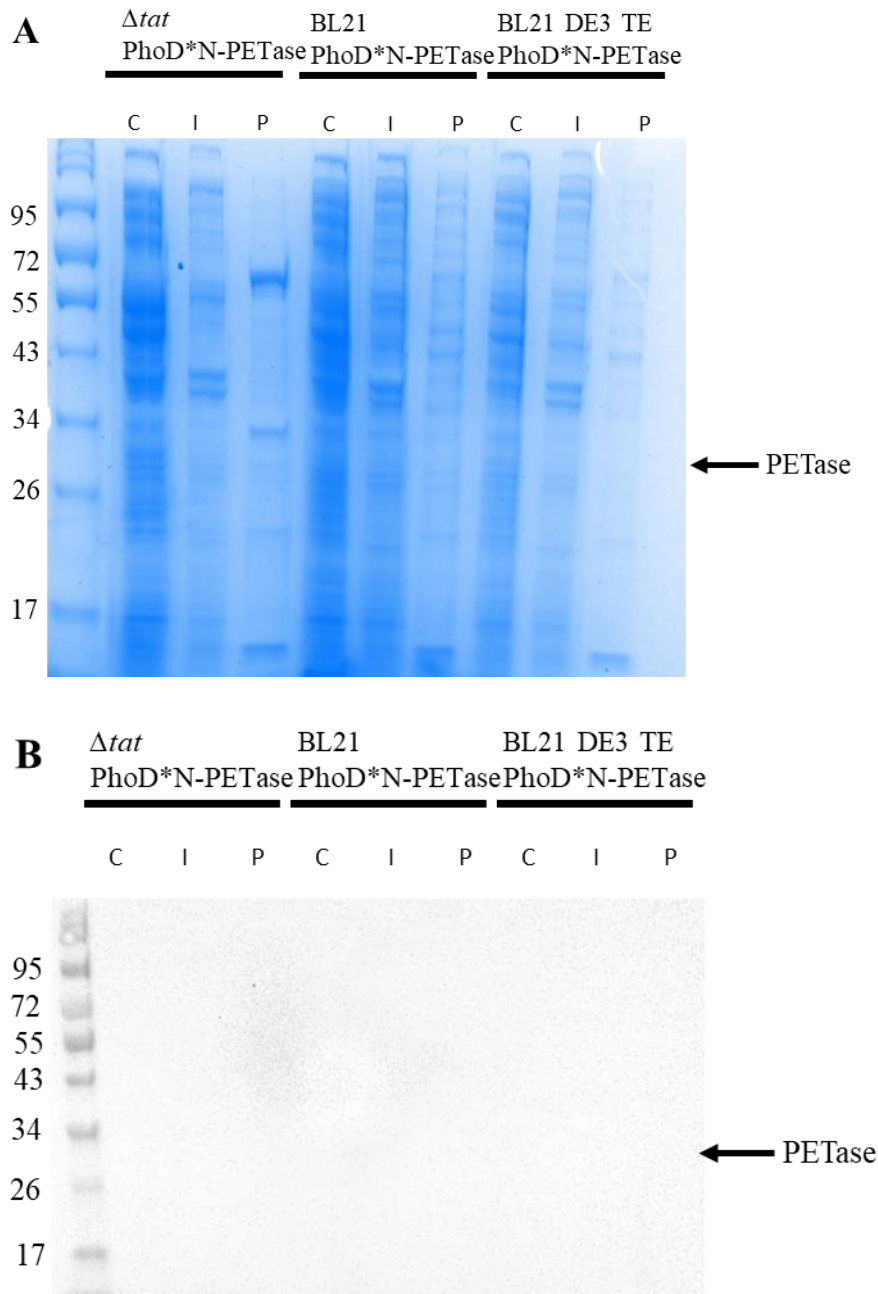 A
Δtat
PhoD*N-PETase
BL21
PhoD*N-PETase
BL21 DE3 TE
PhoD*N-PETase
C I P C I P C I P
95
72
55
43
34
26
17
PETase
B
Δtat
PhoD*N-PETase
BL21
PhoD*N-PETase
BL21 DE3 TE
PhoD*N-PETase
C I P C I P C I P
95
72
55
43
34
26
17
PETase